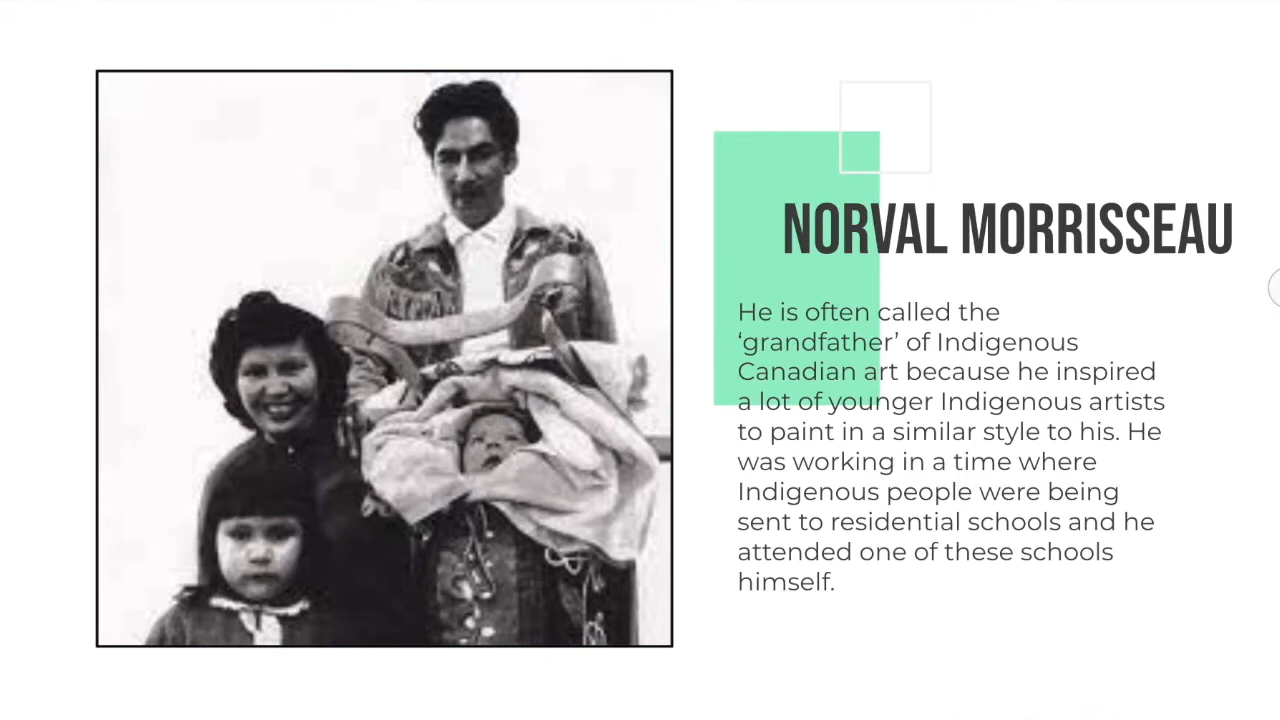 NORVAL MORRISSEAU
He is often called the
‘grandfather’ of Indigenous
Canadian art because he inspired
a lot of younger Indigenous artists
to paint in a similar style to his. He
was working in a time where
Indigenous people were being
sent to residential schools and he
attended one of these schools
himself.